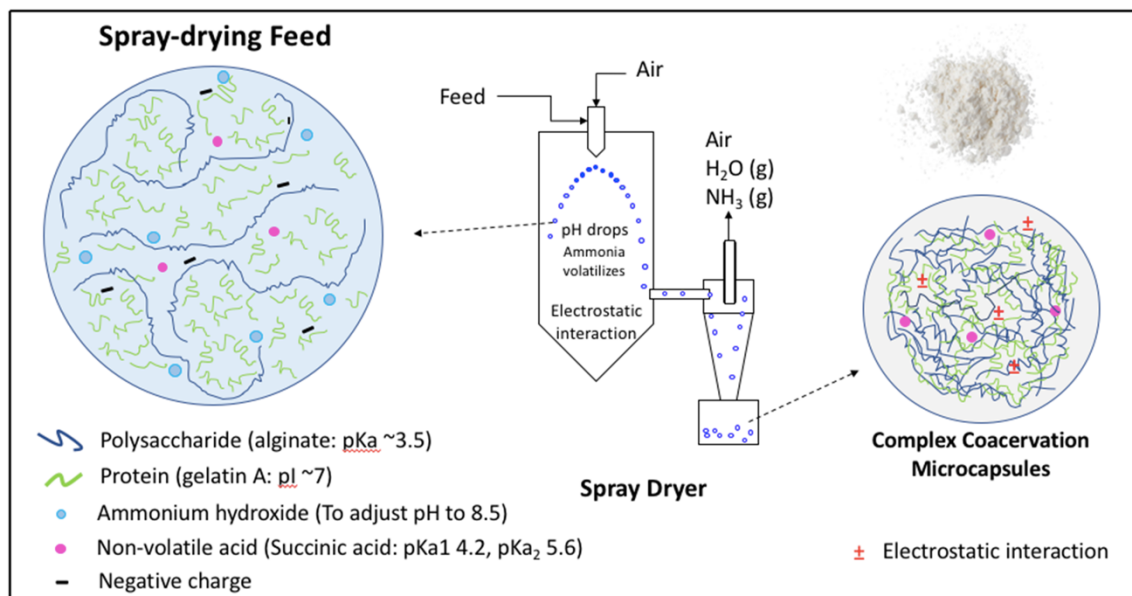 Spray-drying Feed
Feed
Air
Air
H₂O (g)
NH₃ (g)
pH drops
Ammonia
volatilizes
Electrostatic
interaction
Polysaccharide (alginate: pKa ~3.5)
Protein (gelatin A: pI ~7)
Ammonium hydroxide (To adjust pH to 8.5)
Non-volatile acid (Succinic acid: pKa1 4.2, pKa₂ 5.6)
Negative charge
Spray Dryer
Complex Coacervation
Microcapsules
± Electrostatic interaction